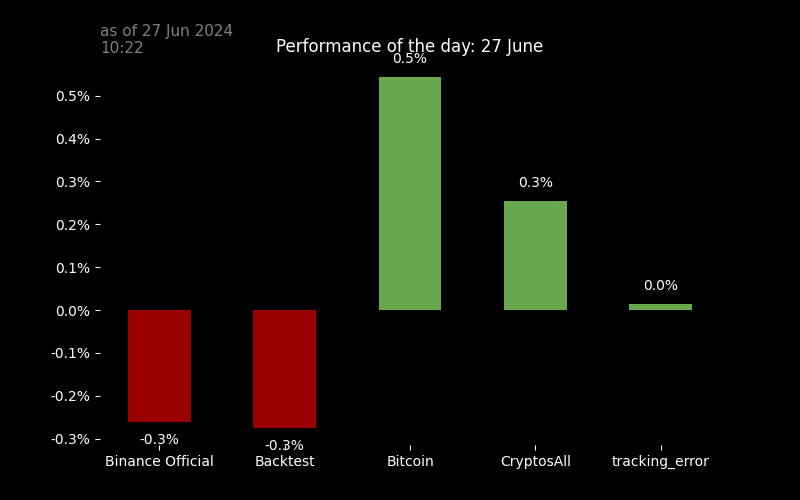 as of 27 Jun 2024
10:22
Performance of the day: 27 June
0.5%
0.5%
0.4%
0.3%
0.3%
0.2%
0.1%
0.0%
0.0%
-0.1%
-0.2%
-0.3%
-0.3%
-0.3%
Binance Official
Backtest
Bitcoin
CryptosAll
tracking_error